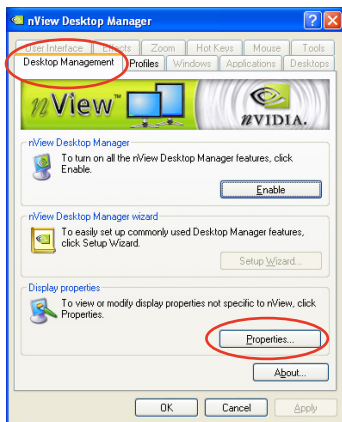 nView Desktop Manager
User Interface Effects Zoom Hot Keys Mouse Tools
Desktop Management Profiles Windows Applications Desktops
nView™ nVIDIA.
nView Desktop Manager
To turn on all the nView Desktop Manager features, click
Enable.
Enable
nView Desktop Manager wizard
To easily set up commonly used Desktop Manager features,
click Setup Wizard.
Setup Wizard...
Display properties
To view or modify display properties not specific to nView, click
Properties.
Properties...
About...
OK Cancel Apply